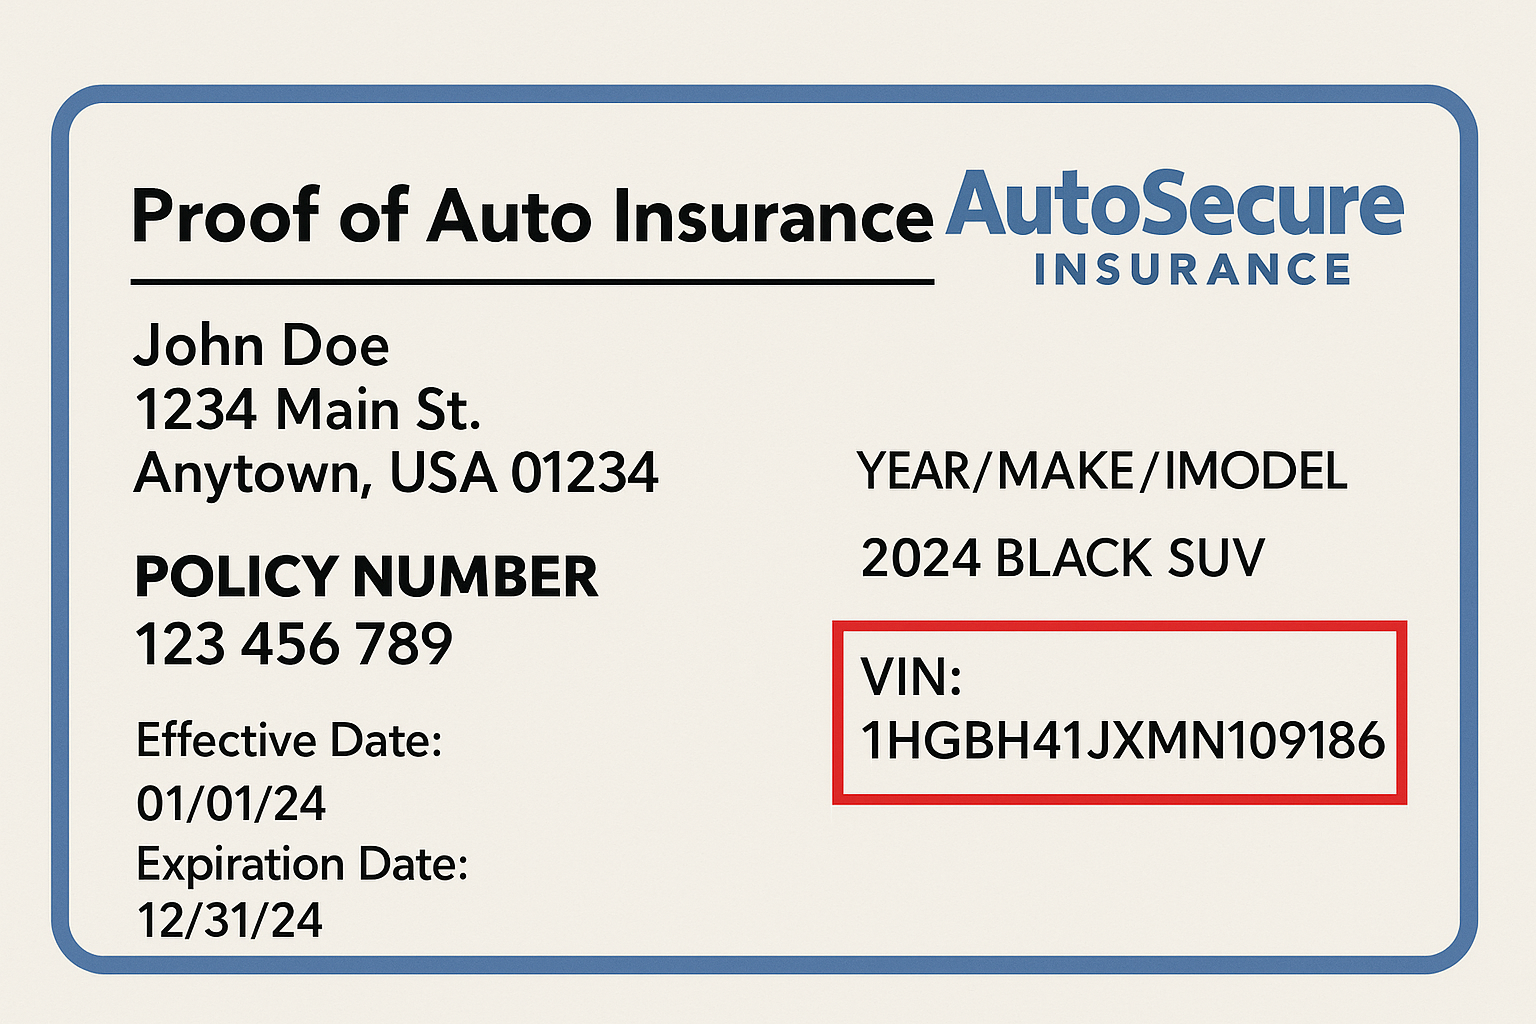 Proof of Auto Insurance
AutoSecure
INSURANCE
John Doe
1234 Main St.
Anytown, USA 01234
POLICY NUMBER
123 456 789
Effective Date:
01/01/24
Expiration Date:
12/31/24
YEAR/MAKE/IMODEL
2024 BLACK SUV
VIN:
1HGBH41JXMN109186